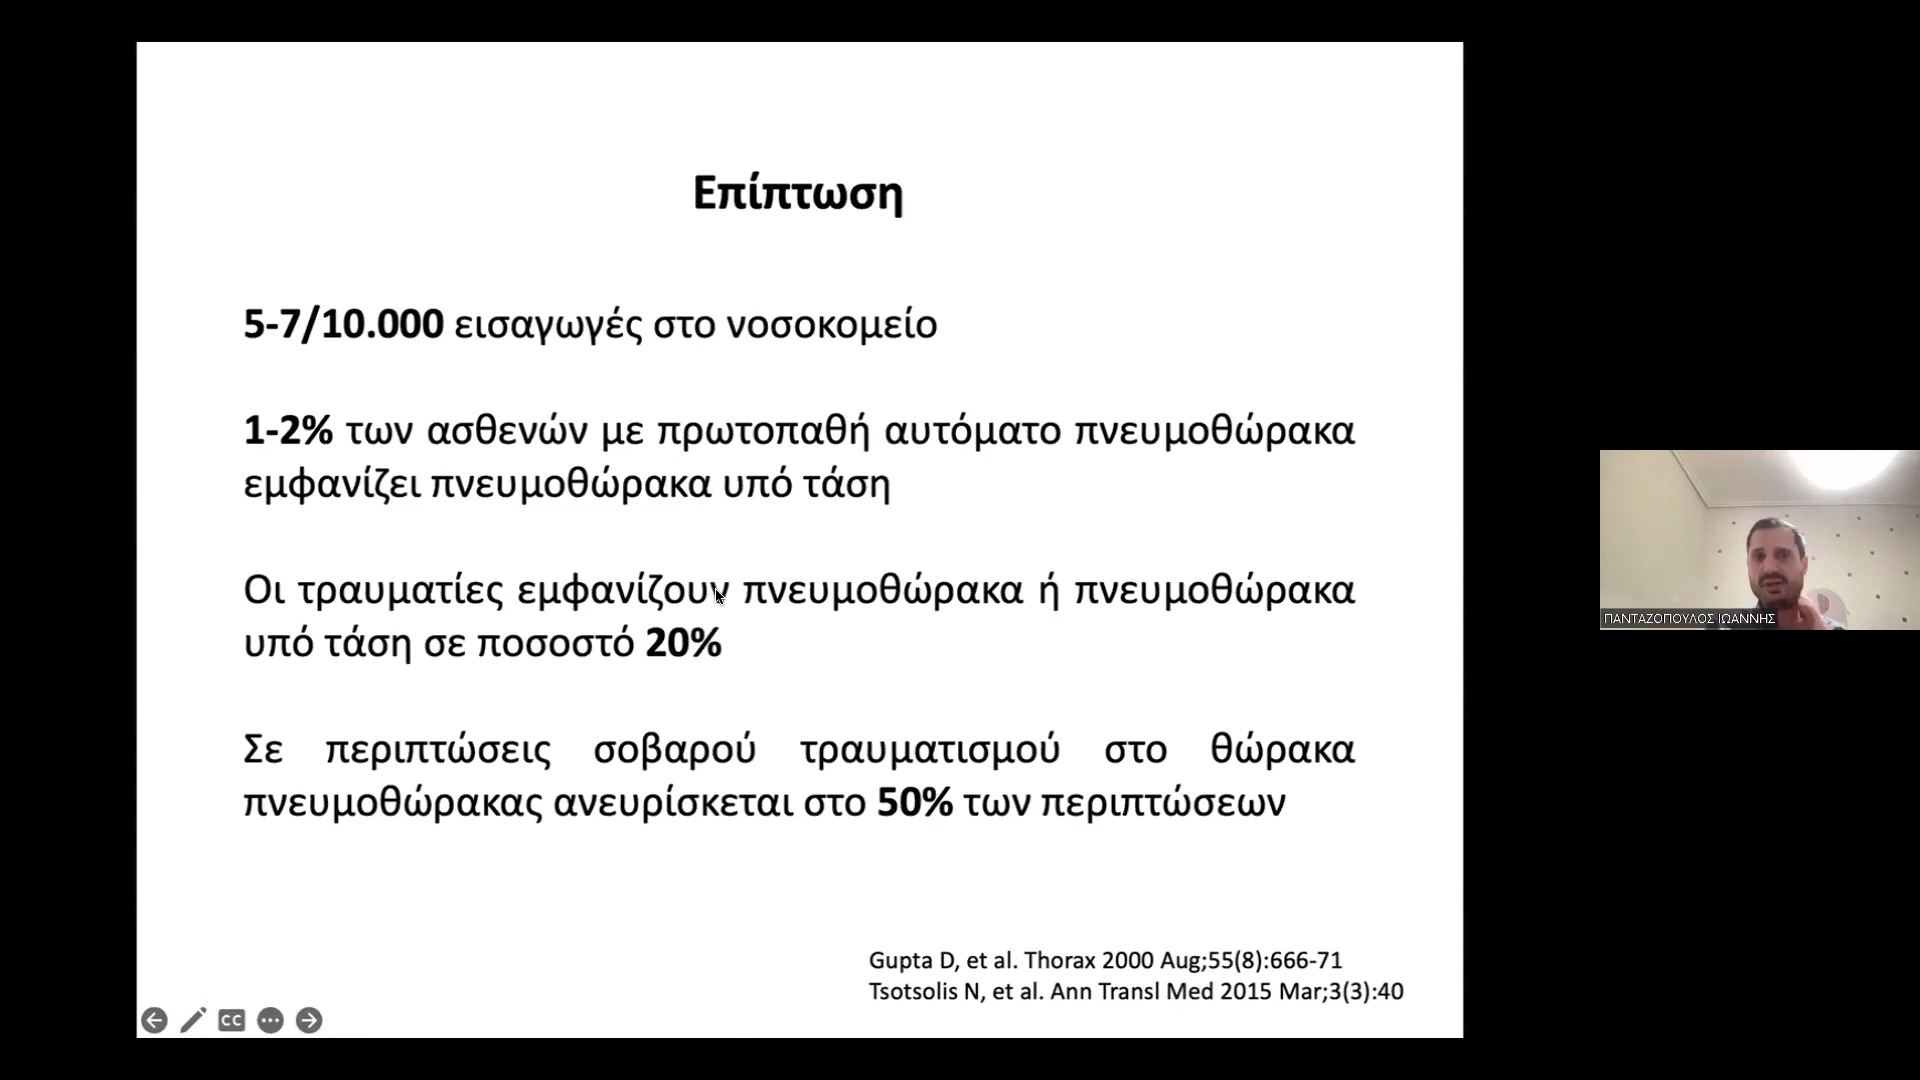 Επίπτωση
5-7/10.000 εισαγωγές στο νοσοκομείο
1-2% των ασθενών με πρωτοπαθή αυτόματο πνευμοθώρακα
εμφανίζει πνευμοθώρακα υπό τάση
Οι τραυματίες εμφανίζουν πνευμοθώρακα ή πνευμοθώρακα
υπό τάση σε ποσοστό 20%
Σε περιπτώσεις σοβαρού τραυματισμού στο θώρακα
πνευμοθώρακας ανευρίσκεται στο 50% των περιπτώσεων
Gupta D, et al. Thorax 2000 Aug;55(8):666-71
Tsotsolis N, et al. Ann Transl Med 2015 Mar;3(3):40
CC
ΠΑΝΤΑΖΟΠΟΥΛΟΣ ΙΩΑΝΝΗΣ